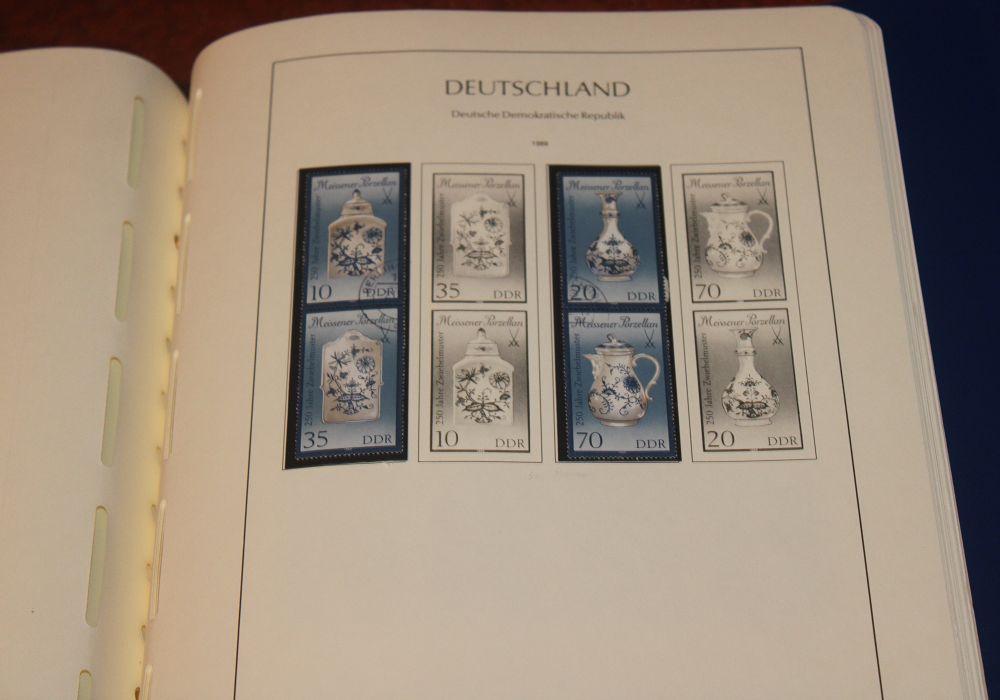 DEUTSCHLAND
Deutsche Demokratische Republik
1989
Meissener Porzellan
250 Jahre Zwiebelmuster
10 DDR
Meissener Porzellan
250 Jahre Zwiebelmuster
35 DDR
Meissener Porzellan
250 Jahre Zwiebelmuster
35 DDR
Meissener Porzellan
250 Jahre Zwiebelmuster
10 DDR
Meissener Porzellan
250 Jahre Zwiebelmuster
20 DDR
Meissener Porzellan
250 Jahre Zwiebelmuster
70 DDR
Meissener Porzellan
250 Jahre Zwiebelmuster
70 DDR
Meissener Porzellan
250 Jahre Zwiebelmuster
20 DDR